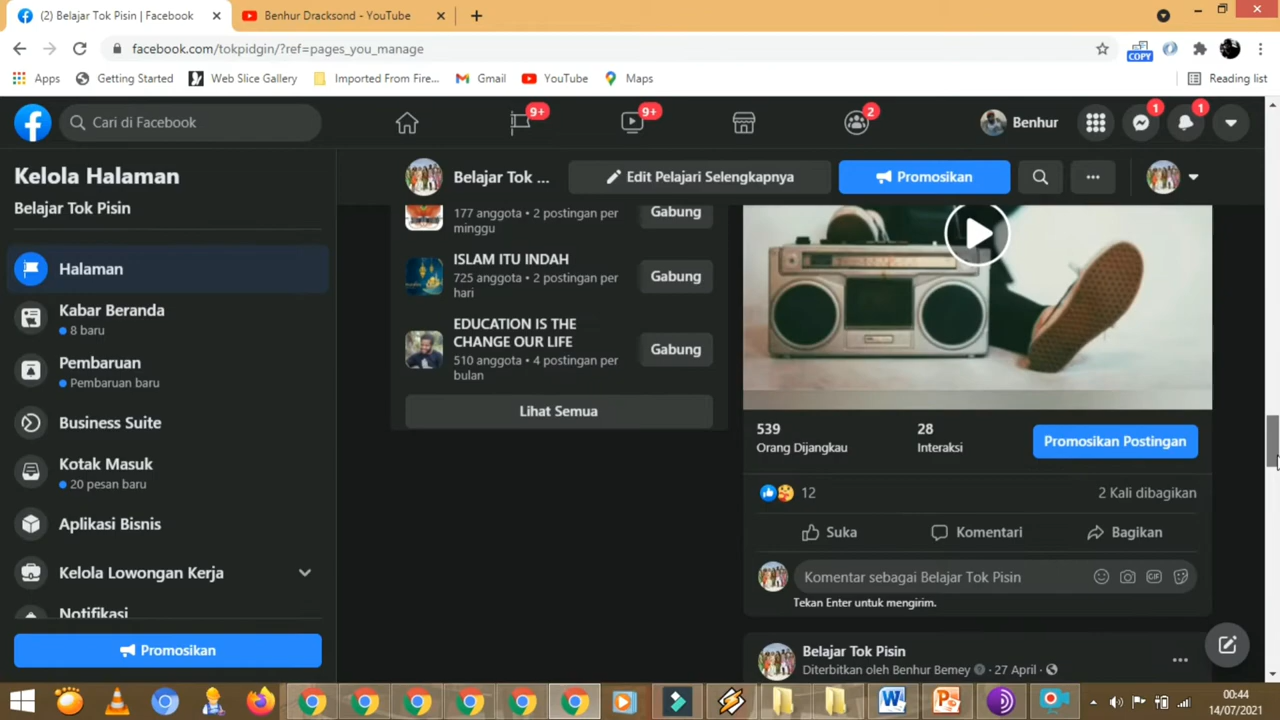 (2) Belajar Tok Pisin | Facebook
Benhur Dracksond - YouTube
facebook.com/tokpidgin/?ref=pages_you_manage
COPY
Apps
Getting Started
Web Slice Gallery
Imported From Fire...
Gmail
YouTube
Maps
Reading list
Cari di Facebook
9+
9+
2
Benhur
1
1
Kelola Halaman
Belajar Tok Pisin
Halaman
Kabar Beranda
8 baru
Pembaruan
Pembaruan baru
Business Suite
Kotak Masuk
20 pesan baru
Aplikasi Bisnis
Kelola Lowongan Kerja
Notifikasi
Promosikan
Belajar Tok ...
Edit Pelajari Selengkapnya
Promosikan
177 anggota • 2 postingan per
minggu
Gabung
ISLAM ITU INDAH
725 anggota • 2 postingan per
hari
Gabung
EDUCATION IS THE
CHANGE OUR LIFE
510 anggota • 4 postingan per
bulan
Gabung
Lihat Semua
539
Orang Dijangkau
28
Interaksi
Promosikan Postingan
12
2 Kali dibagikan
Suka
Komentari
Bagikan
Komentar sebagai Belajar Tok Pisin
GIF
Tekan Enter untuk mengirim.
Belajar Tok Pisin
Diterbitkan oleh Benhur Bemey · 27 April ·
00:44
14/07/2021